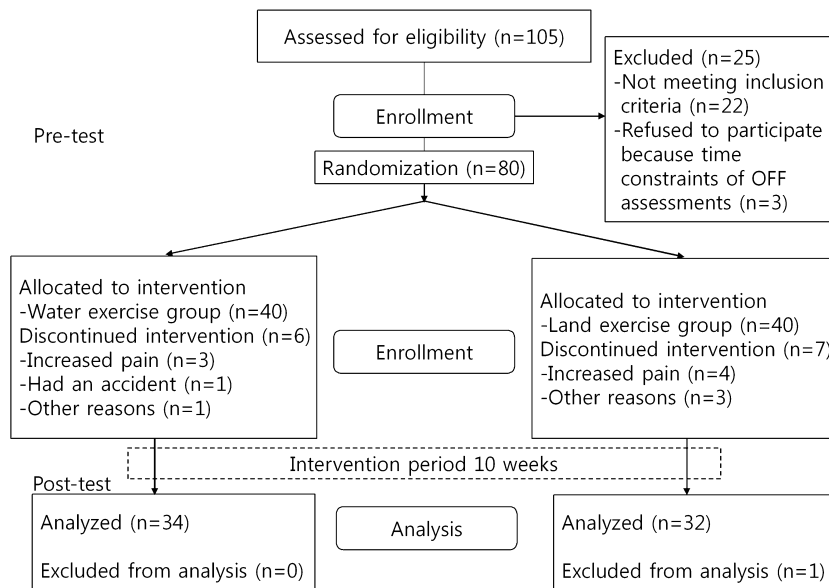 Assessed for eligibility (n=105)
Excluded (n=25)
-Not meeting inclusion
criteria (n=22)
-Refused to participate
because time
constraints of OFF
assessments (n=3)
Enrollment
Pre-test
Randomization (n=80)
Allocated to intervention
-Water exercise group (n=40)
Discontinued intervention (n=6)
-Increased pain (n=3)
-Had an accident (n=1)
-Other reasons (n=1)
Enrollment
Allocated to intervention
-Land exercise group (n=40)
Discontinued intervention (n=7)
-Increased pain (n=4)
-Other reasons (n=3)
Intervention period 10 weeks
Post-test
Analyzed (n=34)
Excluded from analysis (n=0)
Analysis
Analyzed (n=32)
Excluded from analysis (n=1)